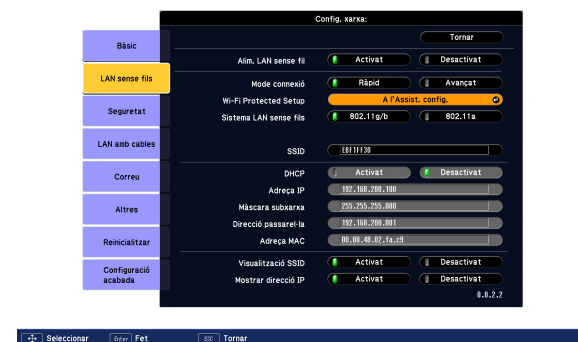 Config. xarxa:
Tornar
Bàsic
LAN sense fils
Seguretat
LAN amb cables
Correu
Altres
Reinicialitzar
Configuració
acabada
Alim. LAN sense fil Activat Desactivat
Mode connexió Ràpid Avançat
Wi-Fi Protected Setup A l'Assist. config.
Sistema LAN sense fils 802.11g/b 802.11a
SSID EBF1FF30
DHCP Activat Desactivat
Adreça IP 192.168.200.100
Màscara subxarxa 255.255.255.000
Direcció passarel·la 192.168.200.001
Adreça MAC 00.00.48.02.fa.c9
Visualització SSID Activat Desactivat
Mostrar direcció IP Activat Desactivat
0.0.2.2
Seleccionar Enter Fet ESC Tornar